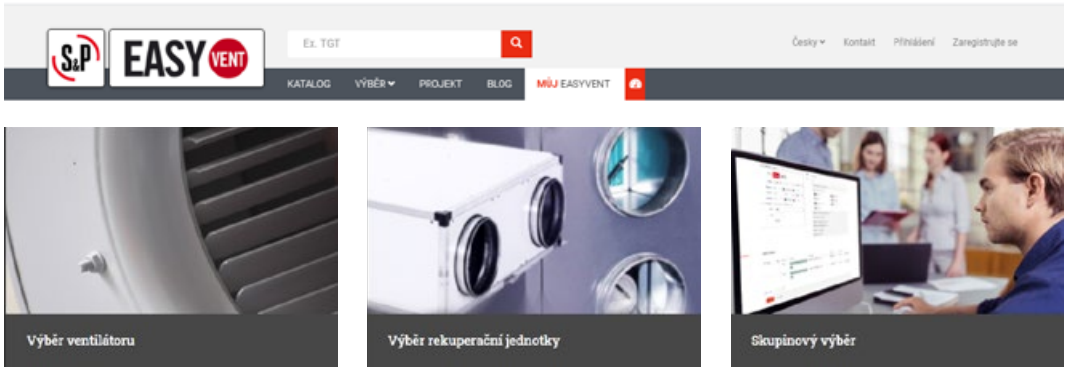 S&P EASY VENT
Ex. TGT
Česky Kontakt Přihlášení Zaregistrujte se
KATALOG VÝBĚR PROJEKT BLOG MŮJ EASYVENT
Výběr ventilátoru
Výběr rekuperační jednotky
Skupinový výběr